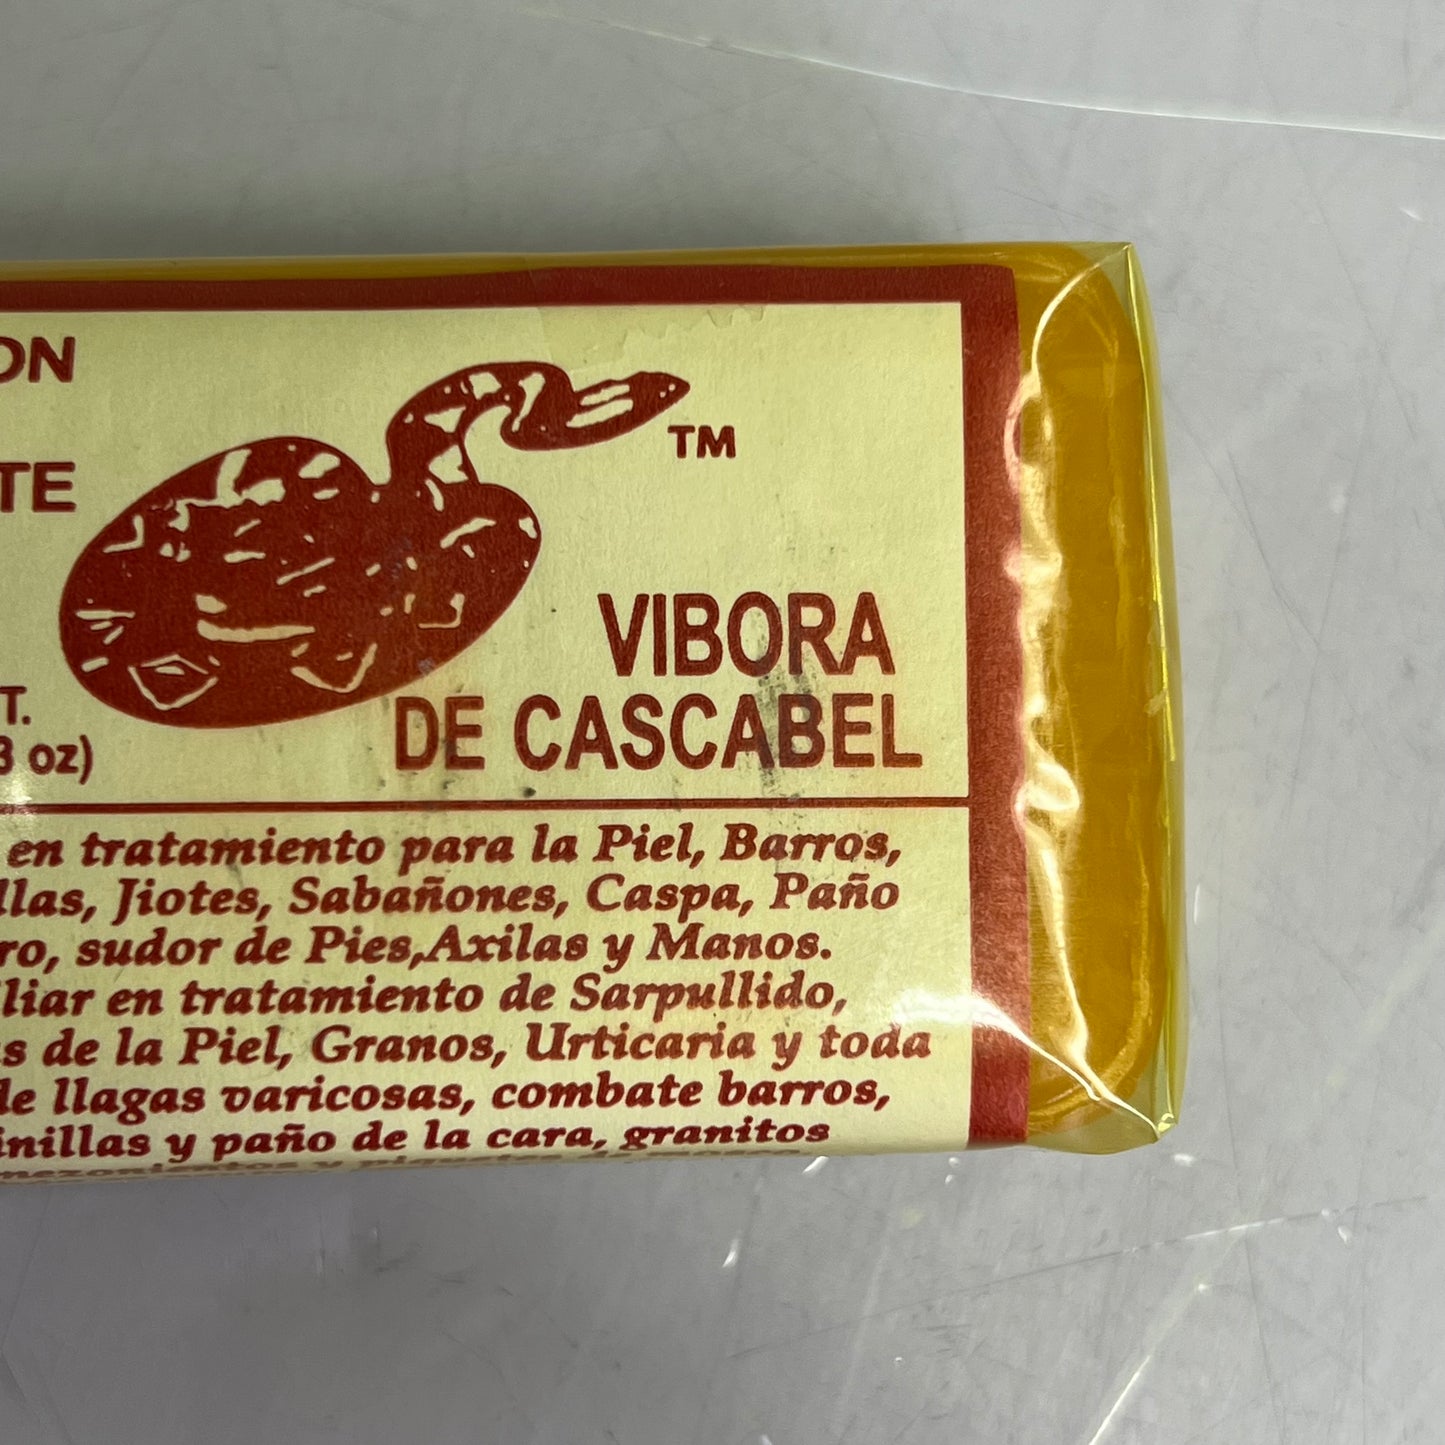 ON
TE
TM
VIBORA
DE CASCABEL
T.
3 oz)
en tratamiento para la Piel, Barros,
llas, Jiotes, Sabañones, Caspa, Paño
ro, sudor de Pies,Axilas y Manos.
liar en tratamiento de Sarpullido,
s de la Piel, Granos, Urticaria y toda
de llagas varicosas, combate barros,
inillas y paño de la cara, granitos